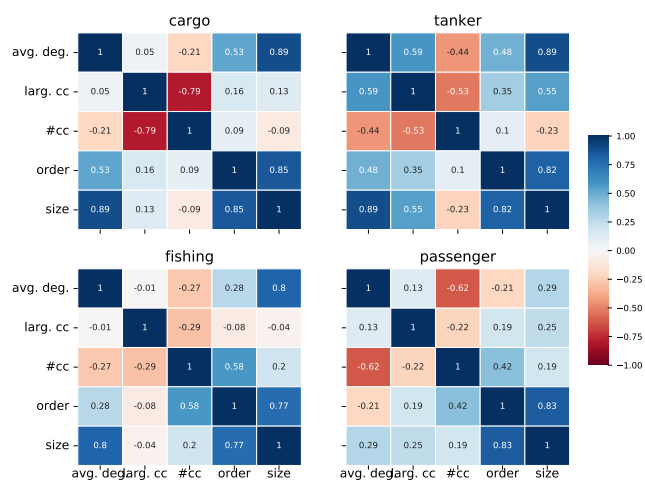 cargo
tanker
avg. deg. 1 0.05 -0.21 0.53 0.89
1 0.59 -0.44 0.48 0.89
larg. cc 0.05 1 -0.79 0.16 0.13
0.59 1 -0.53 0.35 0.55
#cc -0.21 -0.79 1 0.09 -0.09
-0.44 -0.53 1 0.1 -0.23
order 0.53 0.16 0.09 1 0.85
0.48 0.35 0.1 1 0.82
size 0.89 0.13 -0.09 0.85 1
0.89 0.55 -0.23 0.82 1
fishing
passenger
avg. deg. 1 -0.01 -0.27 0.28 0.8
1 0.13 -0.62 -0.21 0.29
larg. cc -0.01 1 -0.29 -0.08 -0.04
0.13 1 -0.22 0.19 0.25
#cc -0.27 -0.29 1 0.58 0.2
-0.62 -0.22 1 0.42 0.19
order 0.28 -0.08 0.58 1 0.77
-0.21 0.19 0.42 1 0.83
size 0.8 -0.04 0.2 0.77 1
0.29 0.25 0.19 0.83 1
avg. deg. larg. cc #cc order size
avg. deg. larg. cc #cc order size
1.00
0.75
0.50
0.25
0.00
−0.25
−0.50
−0.75
−1.00